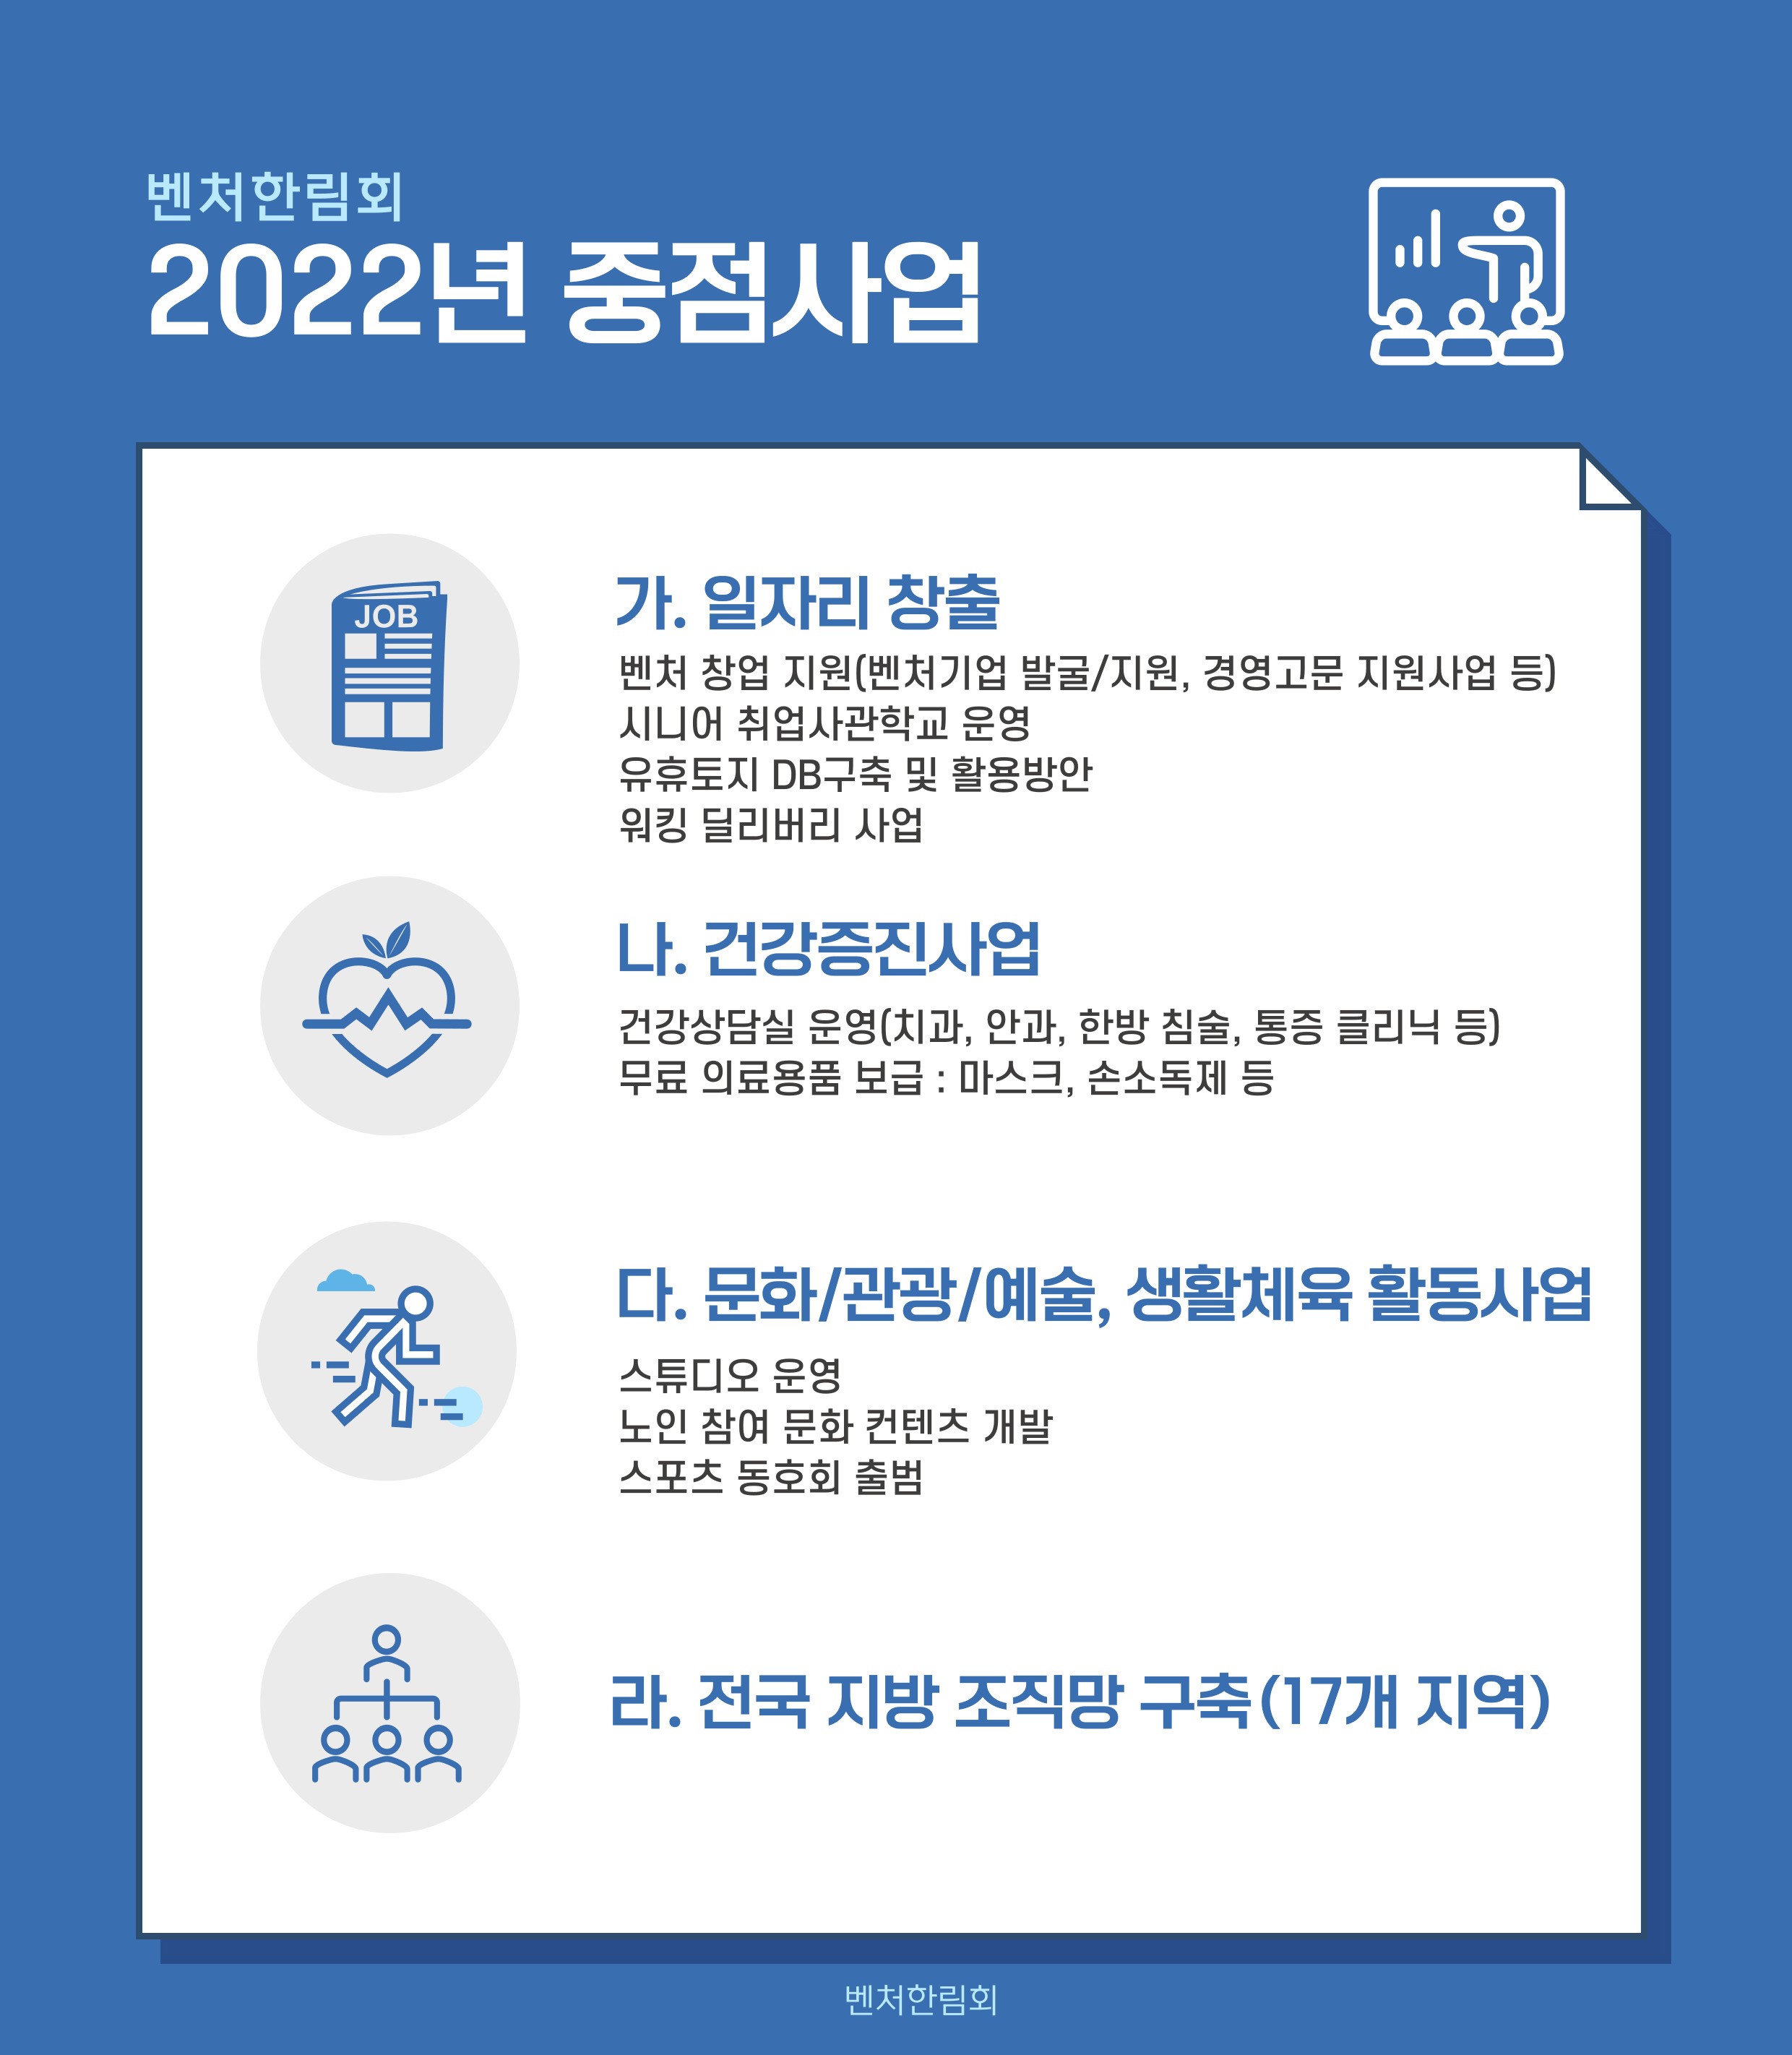 벤처한림회
2022년 중점사업
JOB
가. 일자리 창출
벤처 창업 지원(벤치기업 발굴/지원, 경영고문 지원사업 등)
시니어 취업사관학교 운영
유휴토지 DB구축 및 활용방안
워킹 딜리버리 사업
나. 건강증진사업
건강상담실 운영(치과, 안과, 한방 침술, 통증 클리닉 등)
무료 의료용품 보급 : 마스크, 손소독제 등
다. 문화/관광/예술, 생활체육 활동사업
스튜디오 운영
노인 참여 문화 컨텐츠 개발
스포츠 동호회 출범
라. 전국 지방 조직망 구축(17개 지역)
벤처한림회